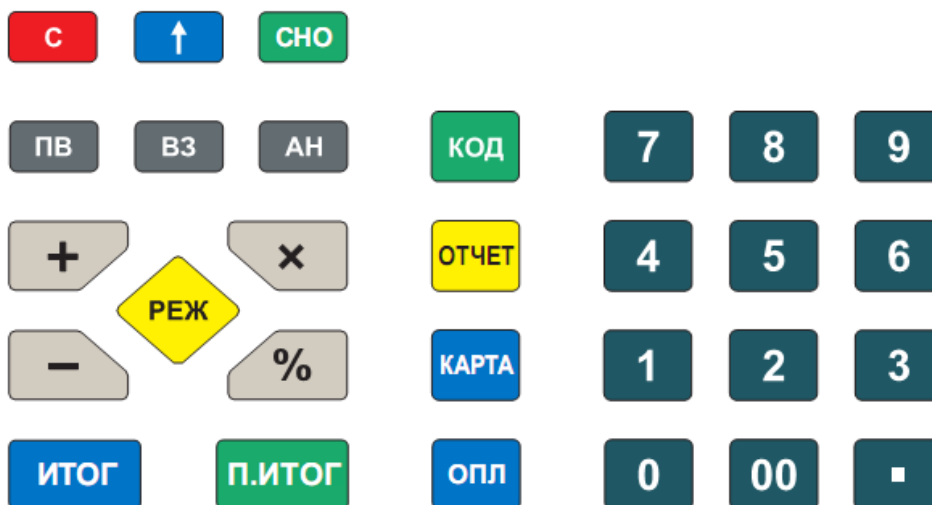 С ↑ СНО
ПВ ВЗ АН КОД 7 8 9
+ × ОТЧЕТ 4 5 6
РЕЖ
− % КАРТА 1 2 3
ИТОГ П.ИТОГ ОПЛ 0 00 .